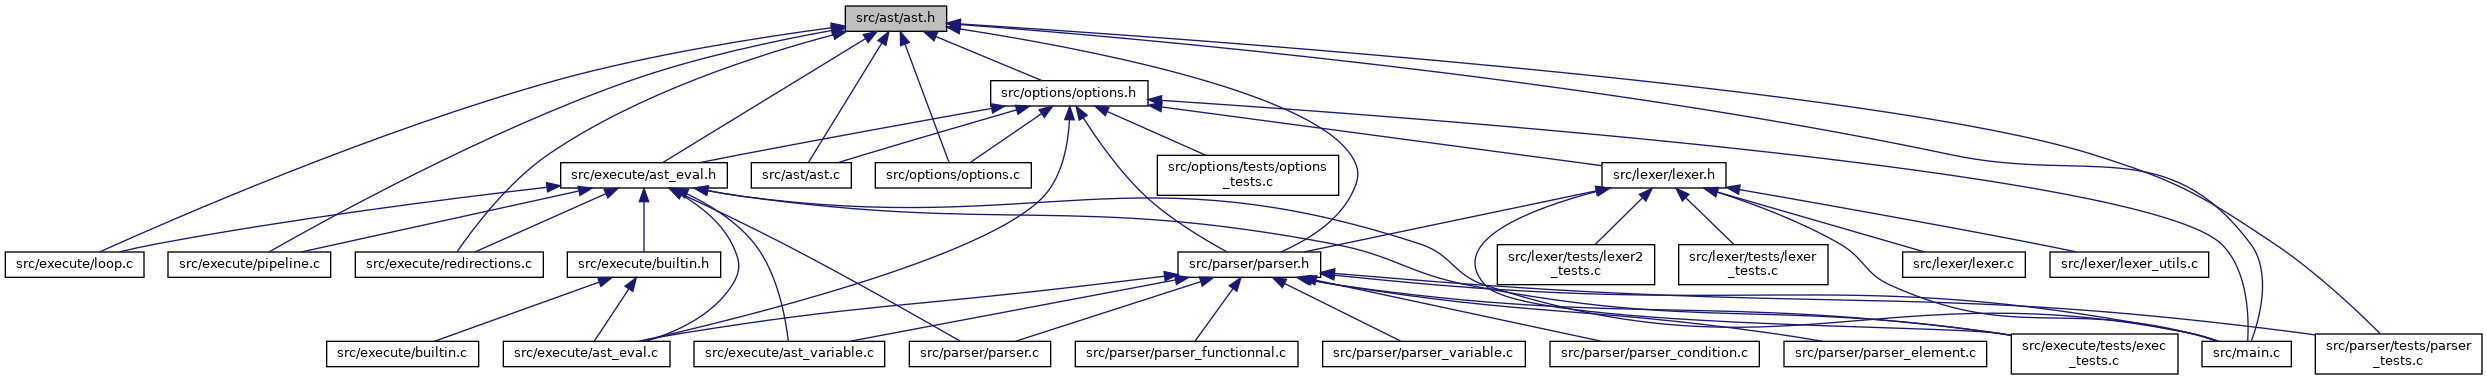 src/ast/ast.h
src/options/options.h
src/execute/ast_eval.h
src/ast/ast.c
src/options/options.c
src/options/tests/options
_tests.c
src/lexer/lexer.h
src/execute/loop.c
src/execute/pipeline.c
src/execute/redirections.c
src/execute/builtin.h
src/parser/parser.h
src/lexer/tests/lexer2
_tests.c
src/lexer/tests/lexer
_tests.c
src/lexer/lexer.c
src/lexer/lexer_utils.c
src/execute/builtin.c
src/execute/ast_eval.c
src/execute/ast_variable.c
src/parser/parser.c
src/parser/parser_functionnal.c
src/parser/parser_variable.c
src/parser/parser_condition.c
src/parser/parser_element.c
src/execute/tests/exec
_tests.c
src/main.c
src/parser/tests/parser
_tests.c